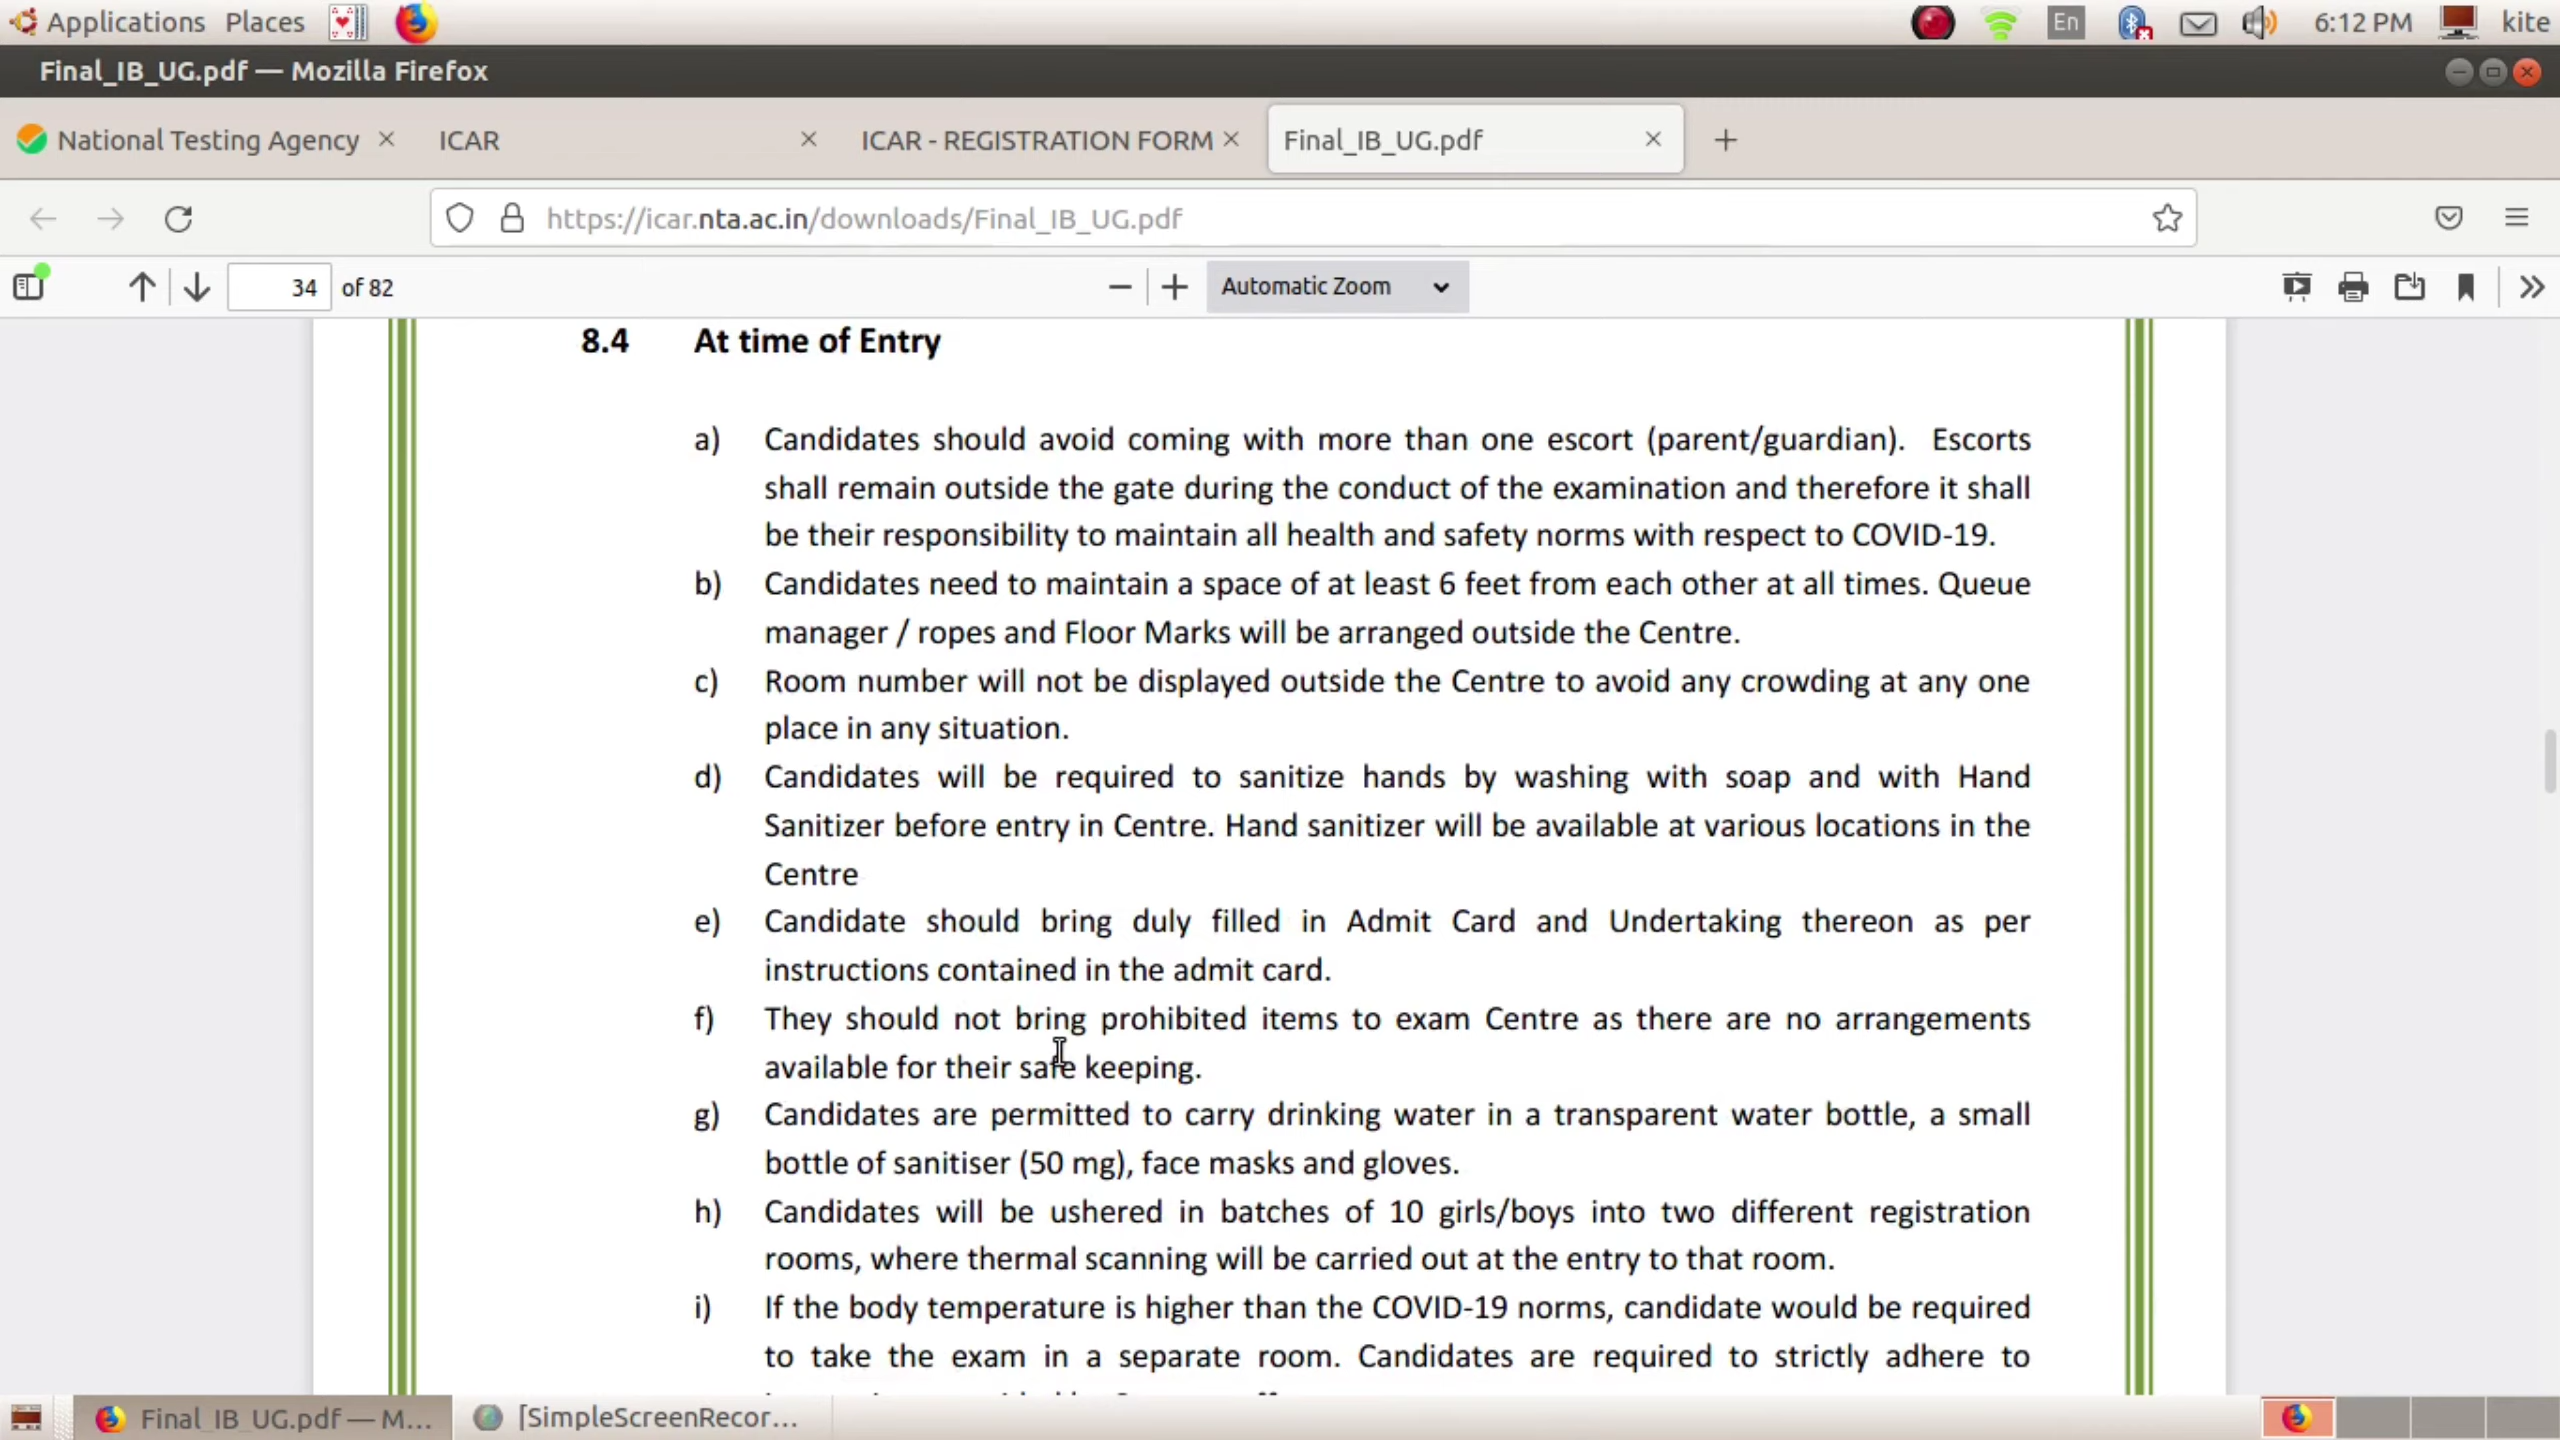 Applications Places En 6:12 PM kite
Final_IB_UG.pdf — Mozilla Firefox
National Testing Agency ICAR ICAR - REGISTRATION FORM Final_IB_UG.pdf
https://icar.nta.ac.in/downloads/Final_IB_UG.pdf
34 of 82 Automatic Zoom
8.4 At time of Entry
a) Candidates should avoid coming with more than one escort (parent/guardian). Escorts
shall remain outside the gate during the conduct of the examination and therefore it shall
be their responsibility to maintain all health and safety norms with respect to COVID-19.
b) Candidates need to maintain a space of at least 6 feet from each other at all times. Queue
manager / ropes and Floor Marks will be arranged outside the Centre.
c) Room number will not be displayed outside the Centre to avoid any crowding at any one
place in any situation.
d) Candidates will be required to sanitize hands by washing with soap and with Hand
Sanitizer before entry in Centre. Hand sanitizer will be available at various locations in the
Centre
e) Candidate should bring duly filled in Admit Card and Undertaking thereon as per
instructions contained in the admit card.
f) They should not bring prohibited items to exam Centre as there are no arrangements
available for their safe keeping.
g) Candidates are permitted to carry drinking water in a transparent water bottle, a small
bottle of sanitiser (50 mg), face masks and gloves.
h) Candidates will be ushered in batches of 10 girls/boys into two different registration
rooms, where thermal scanning will be carried out at the entry to that room.
i) If the body temperature is higher than the COVID-19 norms, candidate would be required
to take the exam in a separate room. Candidates are required to strictly adhere to
Final_IB_UG.pdf — M... [SimpleScreenRecor...